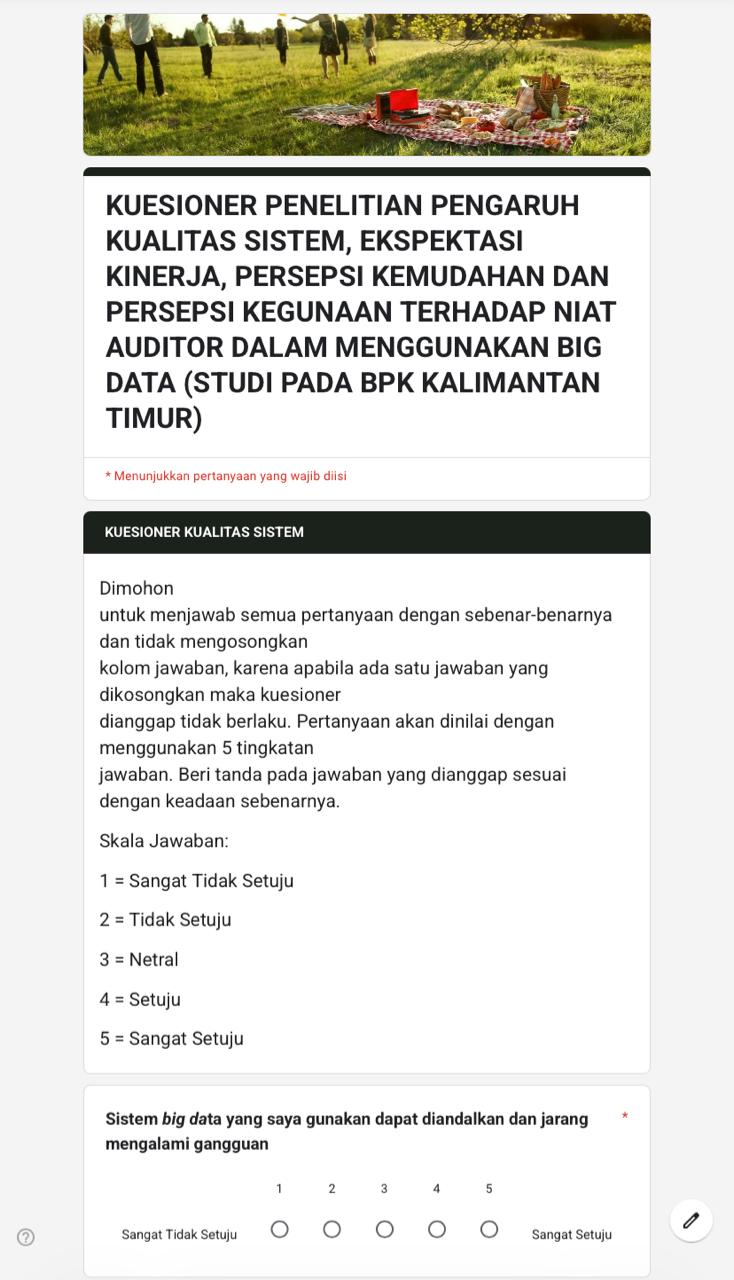 KUESIONER PENELITIAN PENGARUH
KUALITAS SISTEM, EKSPEKTASI
KINERJA, PERSEPSI KEMUDAHAN DAN
PERSEPSI KEGUNAAN TERHADAP NIAT
AUDITOR DALAM MENGGUNAKAN BIG
DATA (STUDI PADA BPK KALIMANTAN
TIMUR)
* Menunjukkan pertanyaan yang wajib diisi
KUESIONER KUALITAS SISTEM
Dimohon
untuk menjawab semua pertanyaan dengan sebenar-benarnya
dan tidak mengosongkan
kolom jawaban, karena apabila ada satu jawaban yang
dikosongkan maka kuesioner
dianggap tidak berlaku. Pertanyaan akan dinilai dengan
menggunakan 5 tingkatan
jawaban. Beri tanda pada jawaban yang dianggap sesuai
dengan keadaan sebenarnya.
Skala Jawaban:
1 = Sangat Tidak Setuju
2 = Tidak Setuju
3 = Netral
4 = Setuju
5 = Sangat Setuju
Sistem big data yang saya gunakan dapat diandalkan dan jarang *
mengalami gangguan
1 2 3 4 5
Sangat Tidak Setuju Sangat Setuju